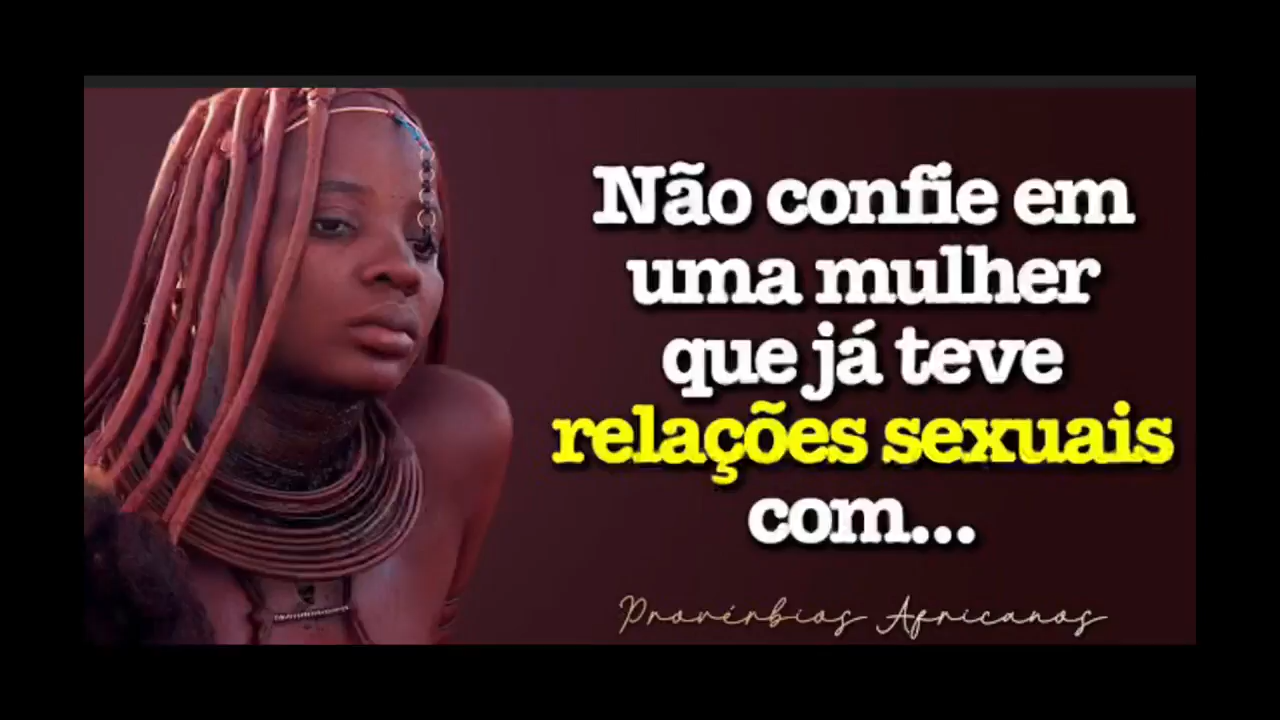 Não confie em
uma mulher
que já teve
relações sexuais
com...
Provérbios Africanos